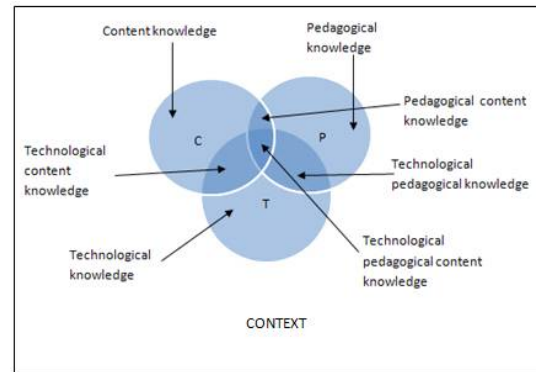 Content knowledge
Pedagogical
knowledge
Pedagogical content
knowledge
C
P
Technological
content
knowledge
Technological
pedagogical knowledge
T
Technological
knowledge
Technological
pedagogical content
knowledge
CONTEXT